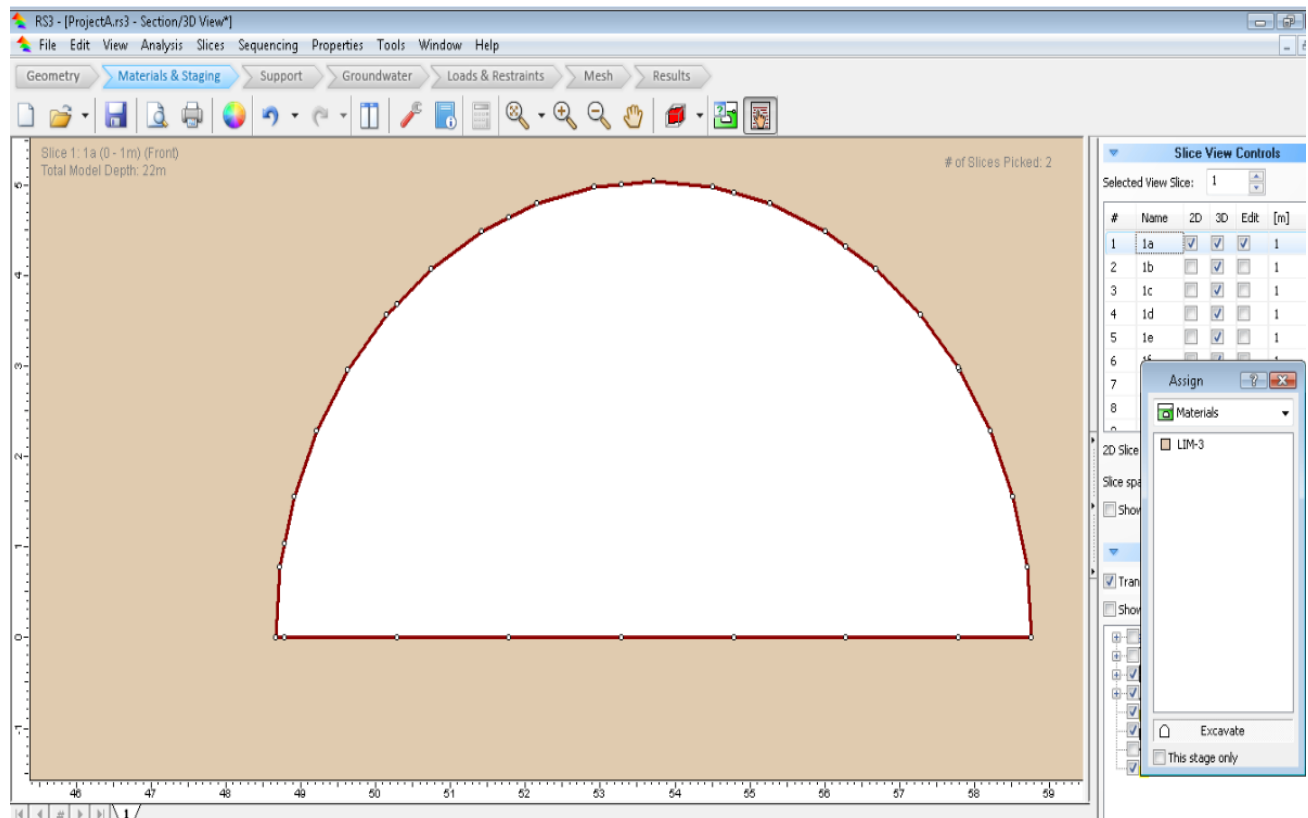 RS3 - [ProjectA.rs3 - Section/3D View*]
File Edit View Analysis Slices Sequencing Properties Tools Window Help
Geometry Materials & Staging Support Groundwater Loads & Restraints Mesh Results
Slice 1: 1a (0 - 1m) (Front)
Total Model Depth: 22m
# of Slices Picked: 2
5
4
3
2
1
0
-1
46 47 48 49 50 51 52 53 54 55 56 57 58 59
1
Slice View Controls
Selected View Slice: 1
# Name 2D 3D Edit [m]
1 1a 1
2 1b 1
3 1c 1
4 1d 1
5 1e 1
6
7
8
2D Slice
Slice spa
Show
Tran
Show
Assign
Materials
LIM-3
Excavate
This stage only